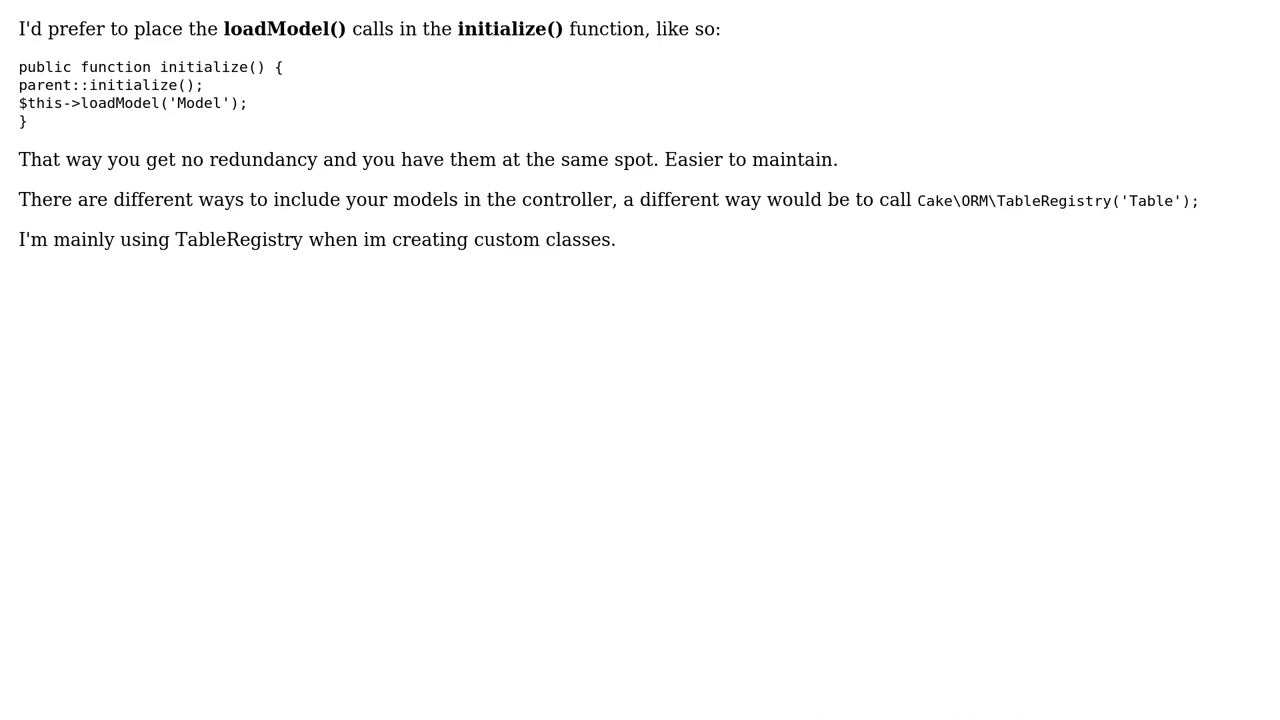 I'd prefer to place the loadModel() calls in the initialize() function, like so:
public function initialize() {
parent::initialize();
$this->loadModel('Model');
}
That way you get no redundancy and you have them at the same spot. Easier to maintain.
There are different ways to include your models in the controller, a different way would be to call Cake\ORM\TableRegistry('Table');
I'm mainly using TableRegistry when im creating custom classes.